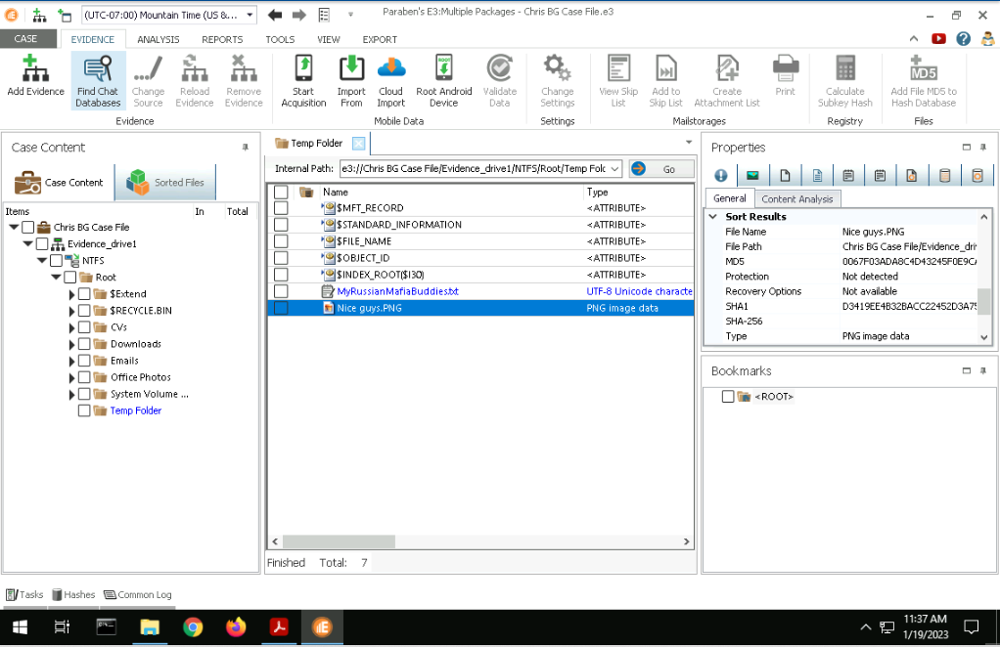 (UTC-07:00) Mountain Time (US &...
Paraben's E3:Multiple Packages - Chris BG Case File.e3
CASE EVIDENCE ANALYSIS REPORTS TOOLS VIEW EXPORT
Add Evidence
Find Chat Databases
Change Source
Reload Evidence
Remove Evidence
Start Acquisition
Import From
Cloud Import
Root Android Device
Validate Data
Change Settings
View Skip List
Add to Skip List
Create Attachment List
Print
Calculate Subkey Hash
MD5
Add File MD5 to Hash Database
Evidence
Mobile Data
Settings
Mailstorages
Registry
Files
Case Content
Case Content
Sorted Files
Items In Total
Chris BG Case File
Evidence_drive1
NTFS
Root
$Extend
$RECYCLE.BIN
CVs
Downloads
Emails
Office Photos
System Volume ...
Temp Folder
Temp Folder
Internal Path: e3://Chris BG Case File/Evidence_drive1/NTFS/Root/Temp Folc Go
Name Type
$MFT_RECORD <ATTRIBUTE>
$STANDARD_INFORMATION <ATTRIBUTE>
$FILE_NAME <ATTRIBUTE>
$OBJECT_ID <ATTRIBUTE>
$INDEX_ROOT($I30) <ATTRIBUTE>
MyRussianMafiaBuddies.txt UTF-8 Unicode characte
Nice guys.PNG PNG image data
Finished Total: 7
Properties
General Content Analysis
Sort Results
File Name Nice guys.PNG
File Path Chris BG Case File/Evidence_dri
MD5 0067F03ADA8C4D43245F0E9CA
Protection Not detected
Recovery Options Not available
SHA1 D3419EE4B32BACC22452D3A75
SHA-256
Type PNG image data
Bookmarks
<ROOT>
Tasks Hashes Common Log
11:37 AM
1/19/2023